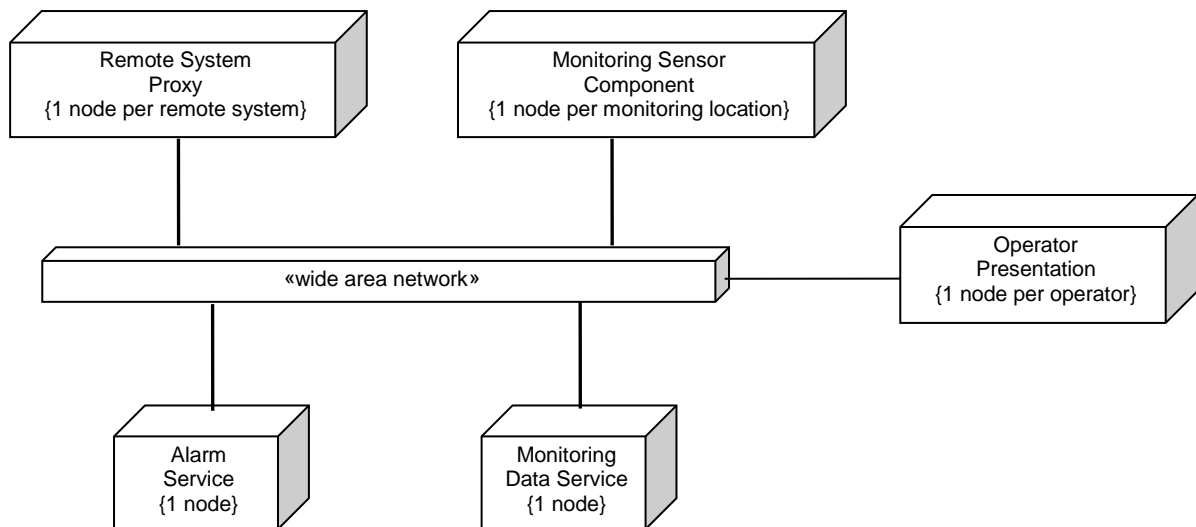 Remote System
Proxy
{1 node per remote system}
Monitoring Sensor
Component
{1 node per monitoring location}
Operator
Presentation
{1 node per operator}
«wide area network»
Alarm
Service
{1 node}
Monitoring
Data Service
{1 node}